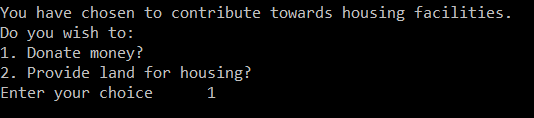 You have chosen to contribute towards housing facilities.
Do you wish to:
1. Donate money?
2. Provide land for housing?
Enter your choice      1